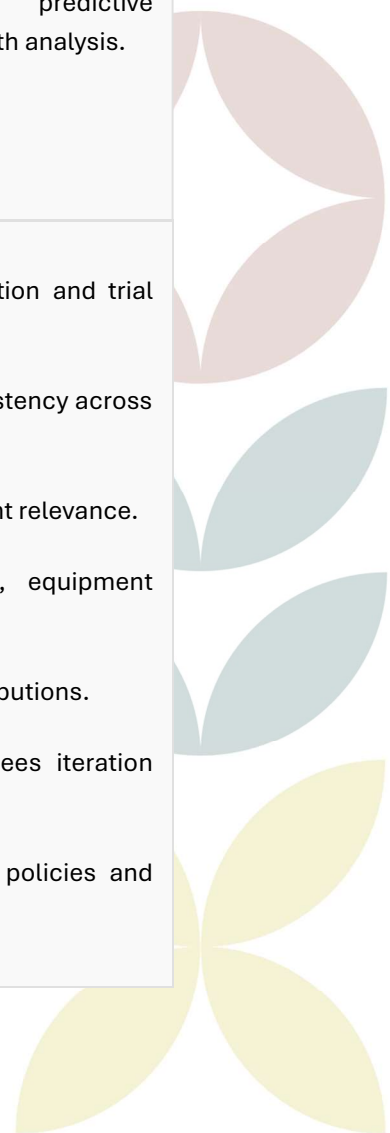 predictive
th analysis.
tion and trial
stency across
nt relevance.
, equipment
butions.
ees iteration
policies and